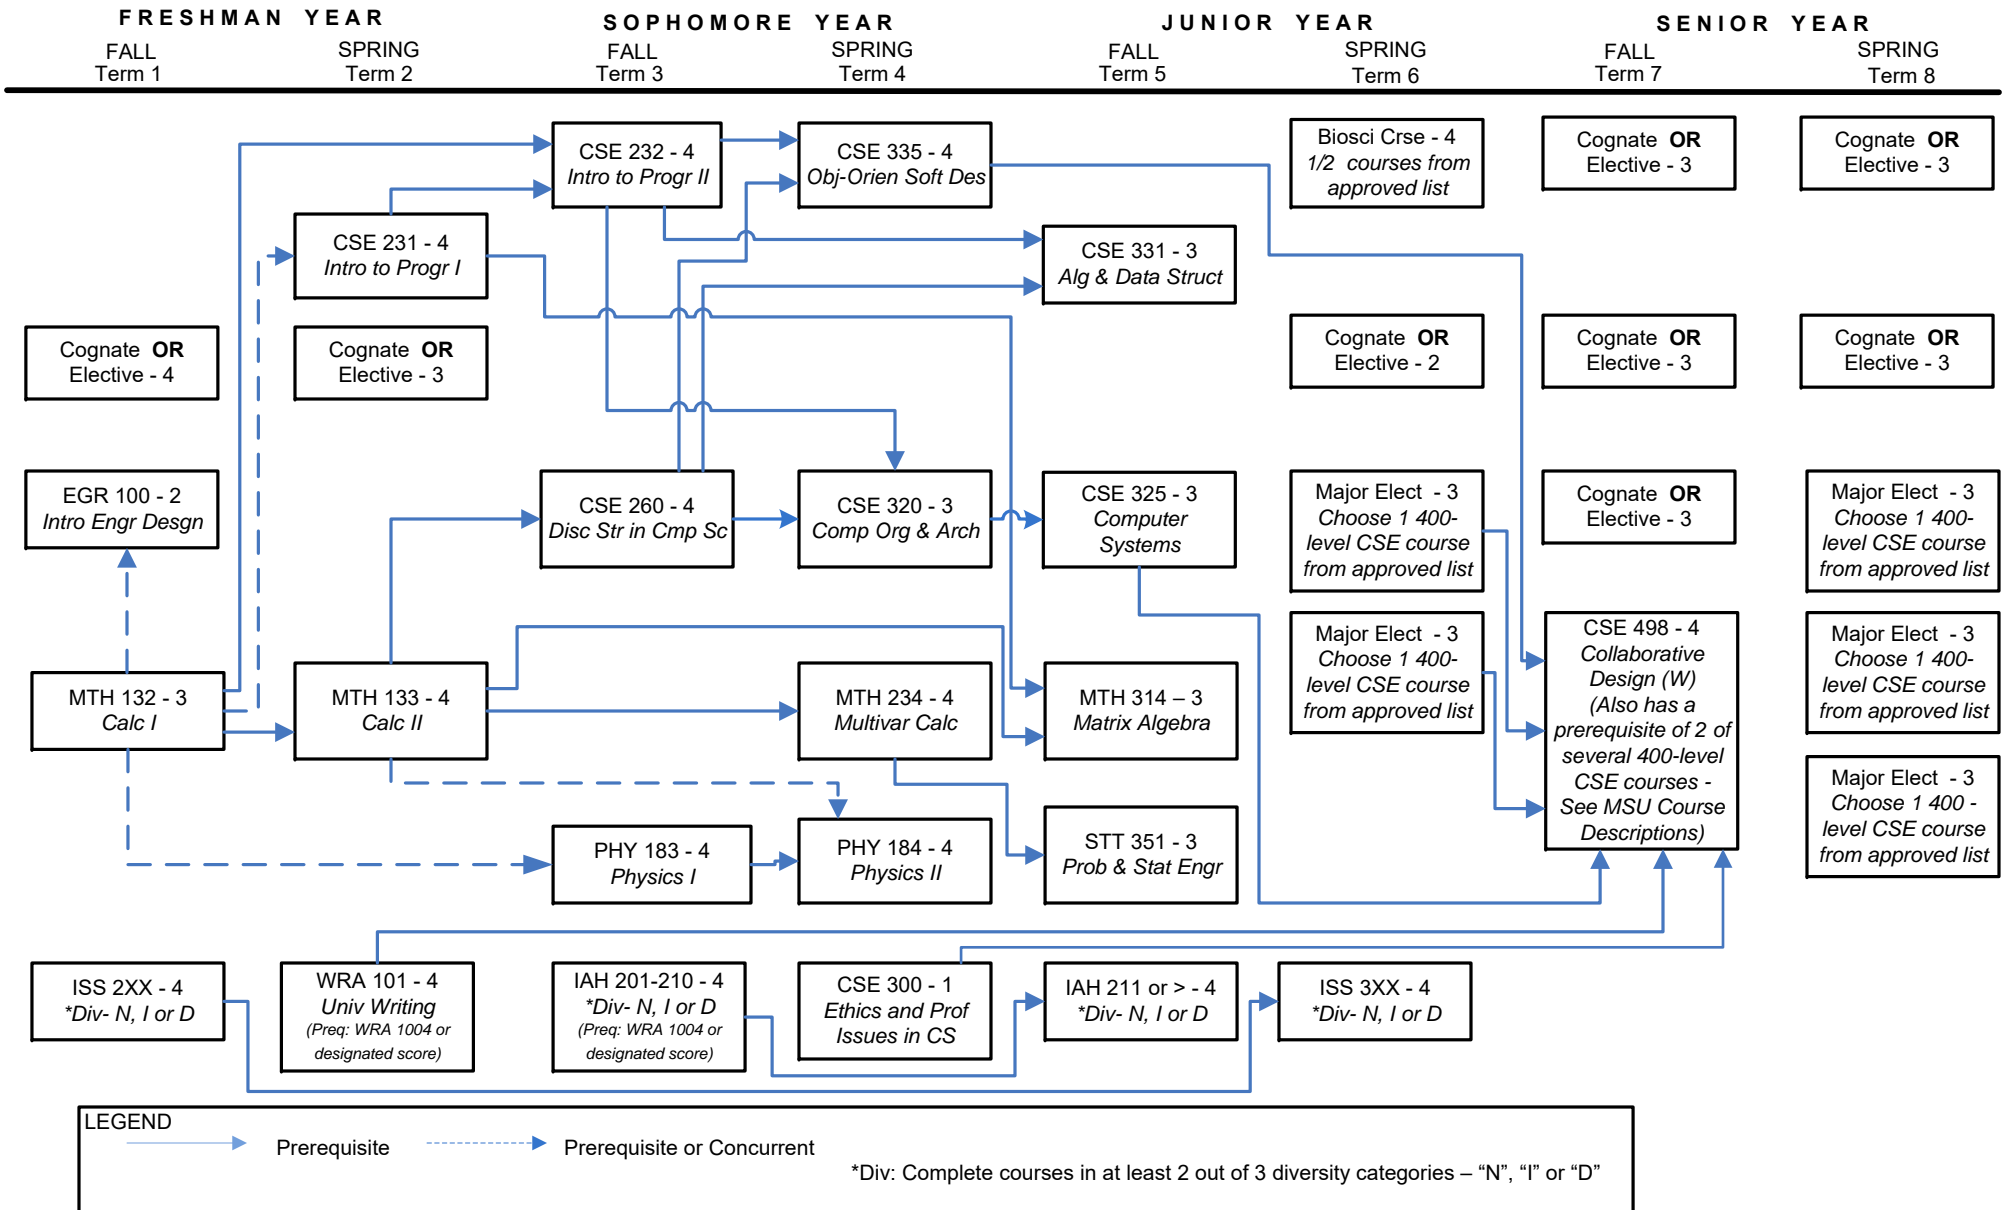 FRESHMAN YEAR
SOPHOMORE YEAR
JUNIOR YEAR
SENIOR YEAR
FALL
Term 1
SPRING
Term 2
FALL
Term 3
SPRING
Term 4
FALL
Term 5
SPRING
Term 6
FALL
Term 7
SPRING
Term 8
Cognate OR
Elective - 4
EGR 100 - 2
Intro Engr Desgn
MTH 132 - 3
Calc I
ISS 2XX - 4
*Div- N, I or D
CSE 231 - 4
Intro to Progr I
Cognate OR
Elective - 3
MTH 133 - 4
Calc II
WRA 101 - 4
Univ Writing
(Preq: WRA 1004 or
designated score)
CSE 232 - 4
Intro to Progr II
CSE 260 - 4
Disc Str in Cmp Sc
PHY 183 - 4
Physics I
IAH 201-210 - 4
*Div- N, I or D
(Preq: WRA 1004 or
designated score)
CSE 335 - 4
Obj-Orien Soft Des
CSE 320 - 3
Comp Org & Arch
MTH 234 - 4
Multivar Calc
PHY 184 - 4
Physics II
CSE 300 - 1
Ethics and Prof
Issues in CS
CSE 331 - 3
Alg & Data Struct
CSE 325 - 3
Computer
Systems
MTH 314 – 3
Matrix Algebra
STT 351 - 3
Prob & Stat Engr
IAH 211 or > - 4
*Div- N, I or D
Biosci Crse - 4
1/2 courses from
approved list
Cognate OR
Elective - 2
Major Elect - 3
Choose 1 400-
level CSE course
from approved list
Major Elect - 3
Choose 1 400-
level CSE course
from approved list
ISS 3XX - 4
*Div- N, I or D
Cognate OR
Elective - 3
Cognate OR
Elective - 3
Cognate OR
Elective - 3
CSE 498 - 4
Collaborative
Design (W)
(Also has a
prerequisite of 2 of
several 400-level
CSE courses -
See MSU Course
Descriptions)
Cognate OR
Elective - 3
Cognate OR
Elective - 3
Major Elect - 3
Choose 1 400-
level CSE course
from approved list
Major Elect - 3
Choose 1 400-
level CSE course
from approved list
Major Elect - 3
Choose 1 400 -
level CSE course
from approved list
LEGEND
Prerequisite
Prerequisite or Concurrent
*Div: Complete courses in at least 2 out of 3 diversity categories – “N”, “I” or “D”